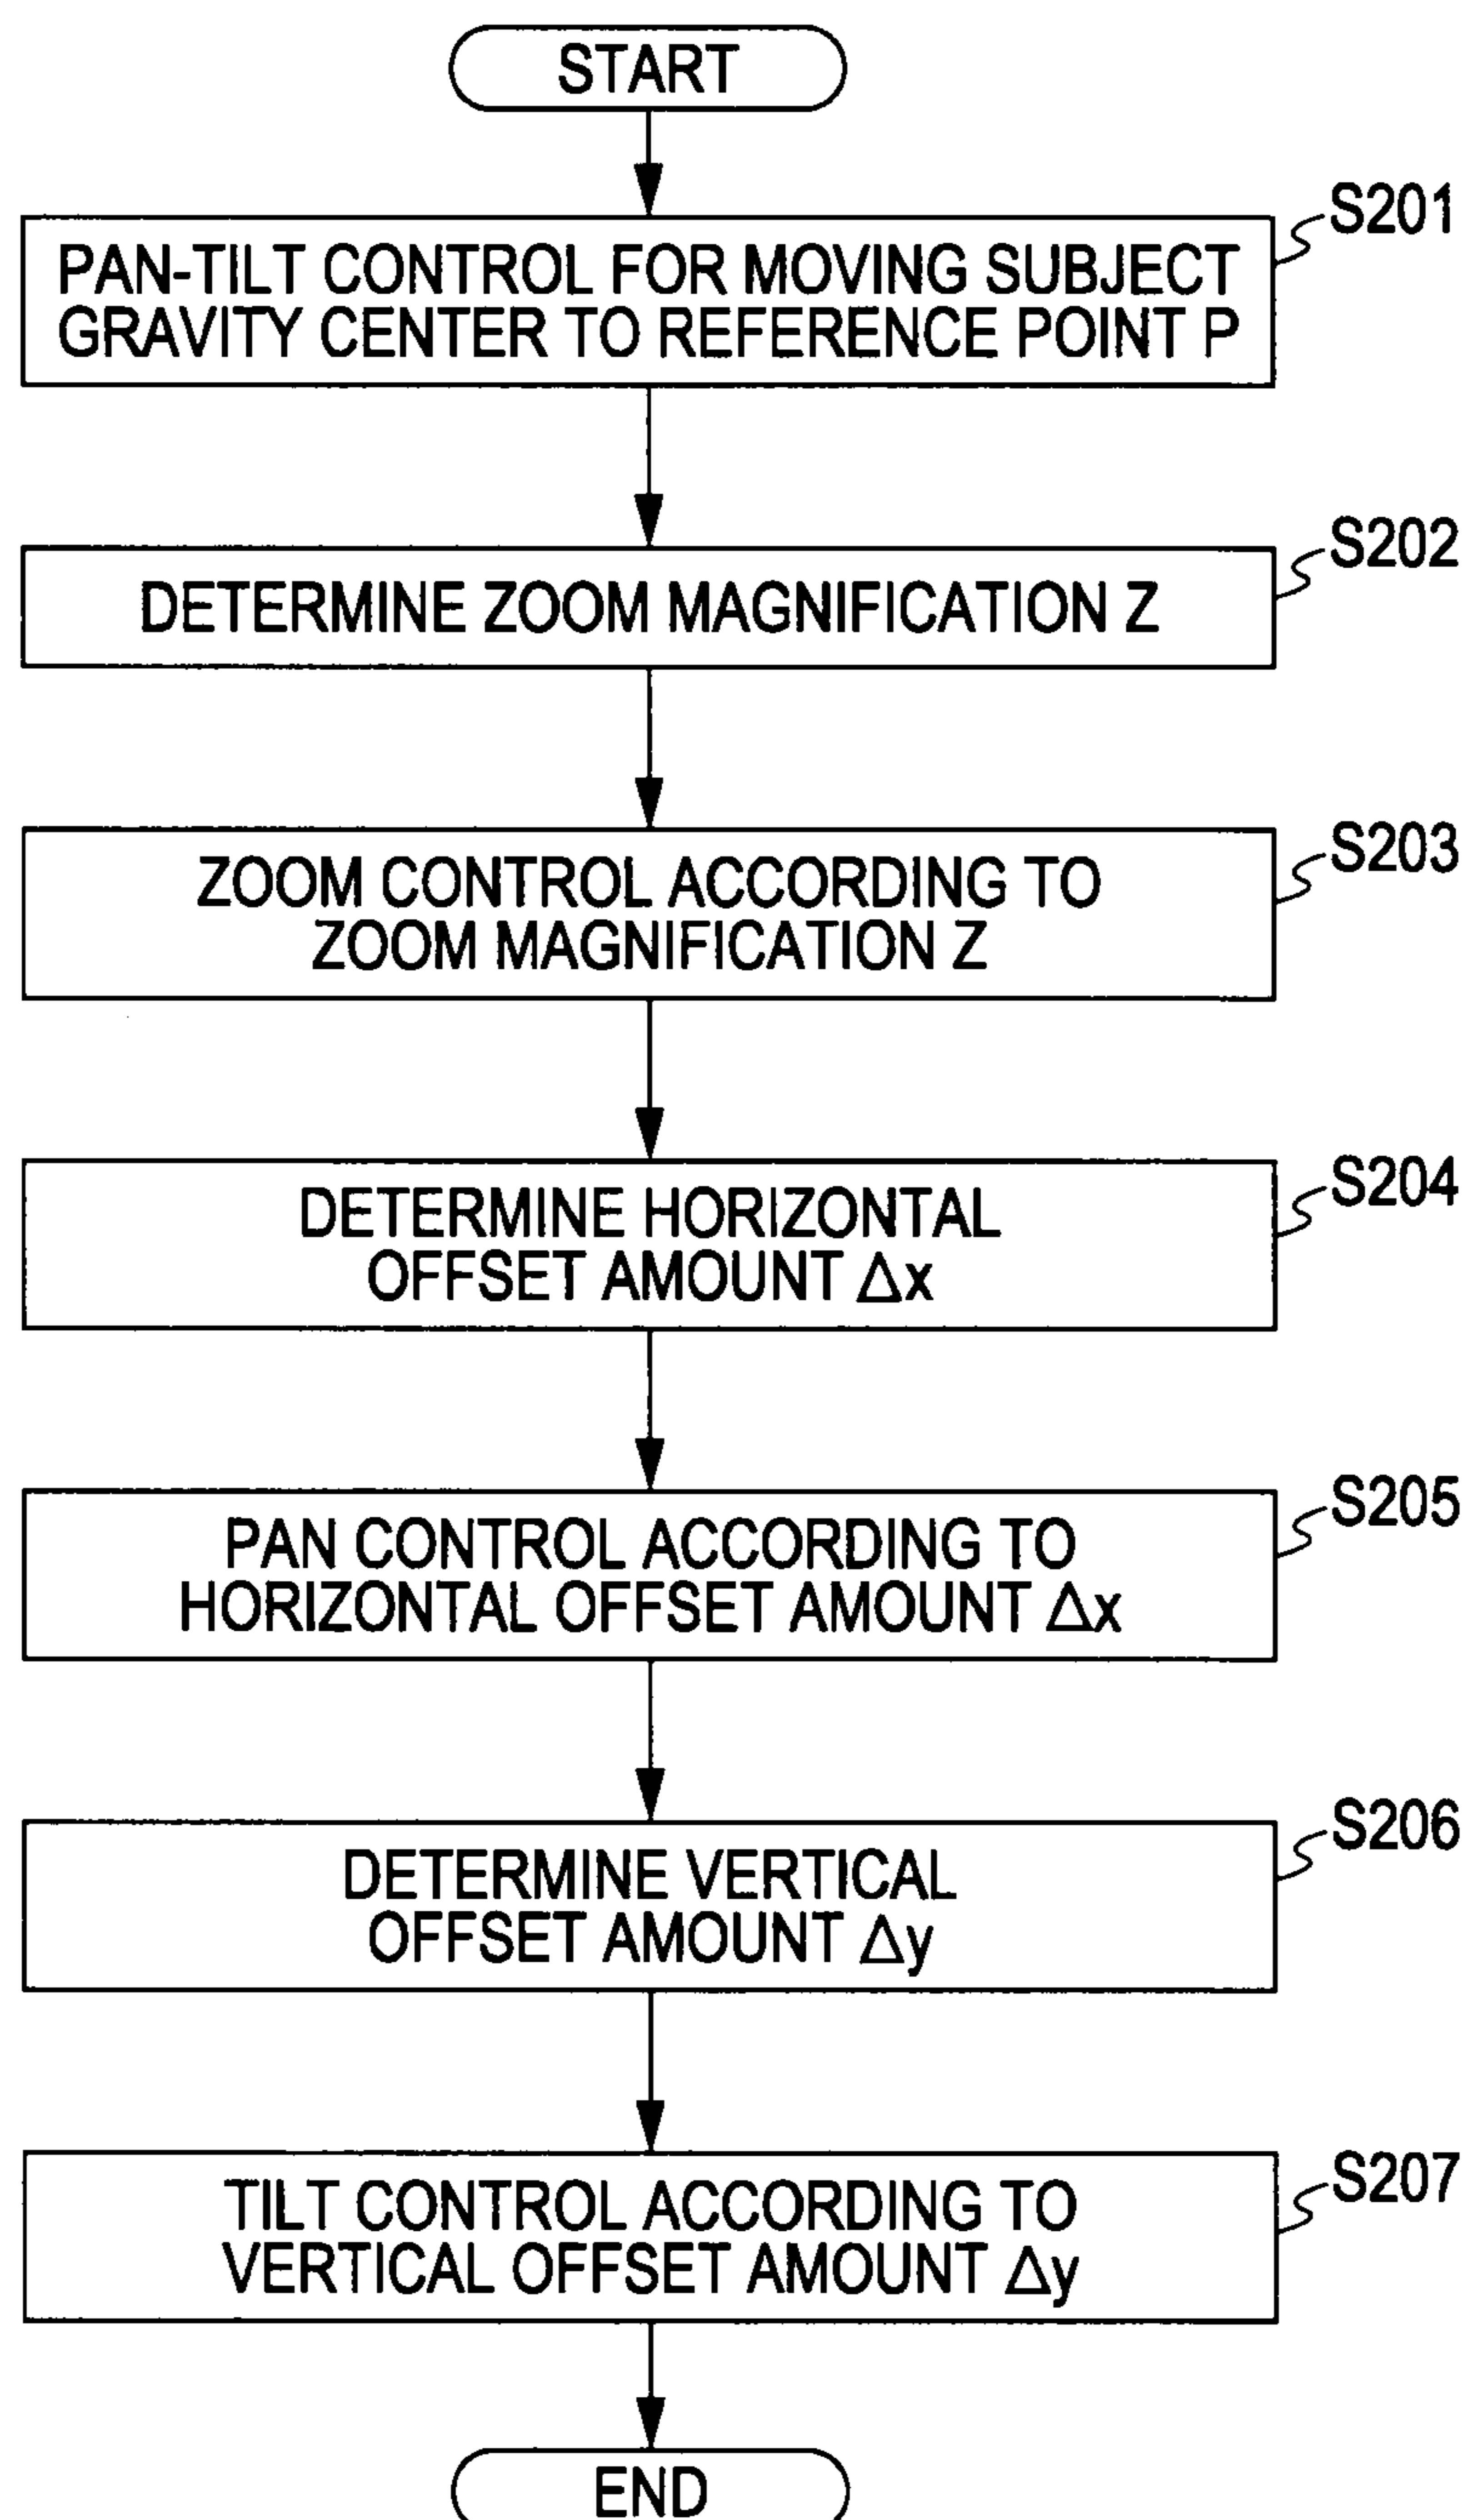 START
S201
PAN-TILT CONTROL FOR MOVING SUBJECT
GRAVITY CENTER TO REFERENCE POINT P
S202
DETERMINE ZOOM MAGNIFICATION Z
S203
ZOOM CONTROL ACCORDING TO
ZOOM MAGNIFICATION Z
S204
DETERMINE HORIZONTAL
OFFSET AMOUNT Δx
S205
PAN CONTROL ACCORDING TO
HORIZONTAL OFFSET AMOUNT Δx
S206
DETERMINE VERTICAL
OFFSET AMOUNT Δy
S207
TILT CONTROL ACCORDING TO
VERTICAL OFFSET AMOUNT Δy
END